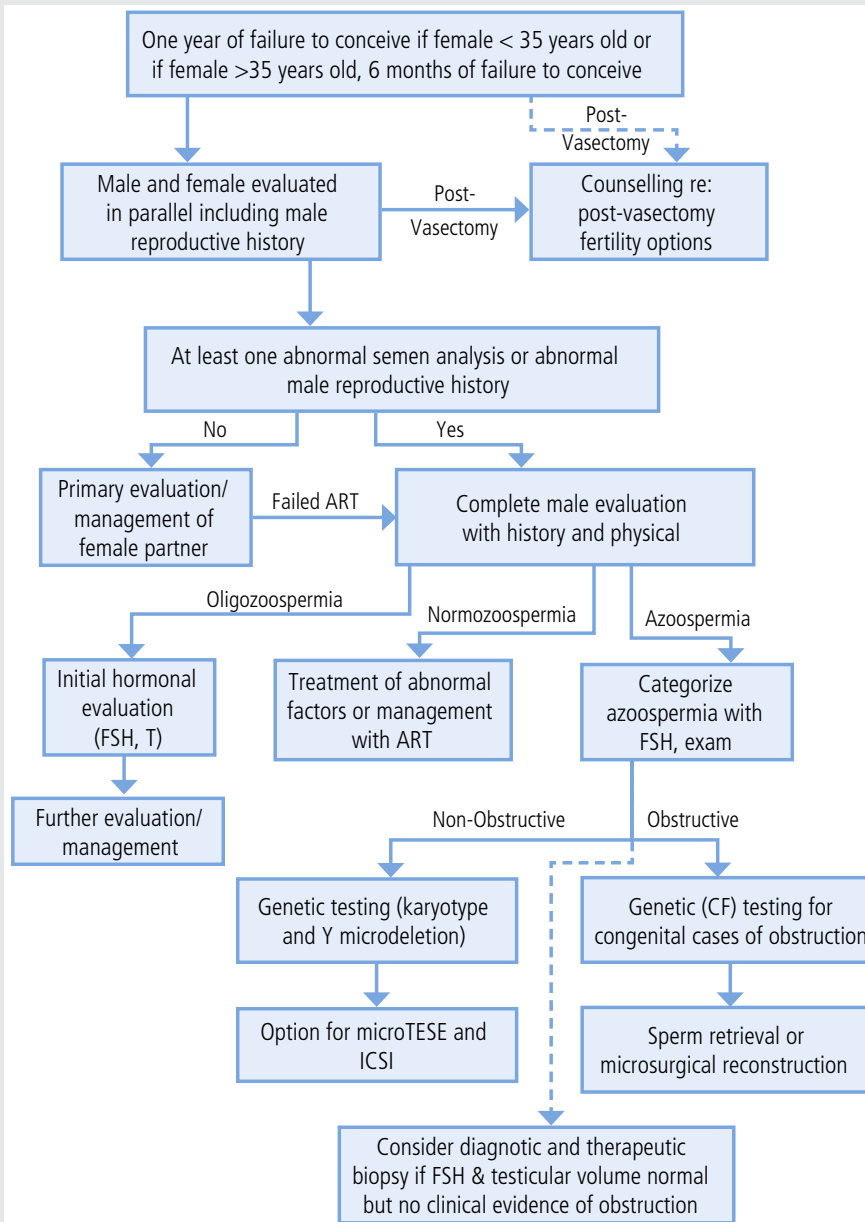 One year of failure to conceive if female < 35 years old or
if female >35 years old, 6 months of failure to conceive
Post-
Vasectomy
Male and female evaluated
in parallel including male
reproductive history
Post-
Vasectomy
Counselling re:
post-vasectomy
fertility options
At least one abnormal semen analysis or abnormal
male reproductive history
No
Yes
Primary evaluation/
management of
female partner
Failed ART
Complete male evaluation
with history and physical
Oligozoospermia
Normozoospermia
Azoospermia
Initial hormonal
evaluation
(FSH, T)
Treatment of abnormal
factors or management
with ART
Categorize
azoospermia with
FSH, exam
Further evaluation/
management
Non-Obstructive
Obstructive
Genetic testing (karyotype
and Y microdeletion)
Genetic (CF) testing for
congenital cases of obstruction
Option for microTESE and
ICSI
Sperm retrieval or
microsurgical reconstruction
Consider diagnotic and therapeutic
biopsy if FSH & testicular volume normal
but no clinical evidence of obstruction